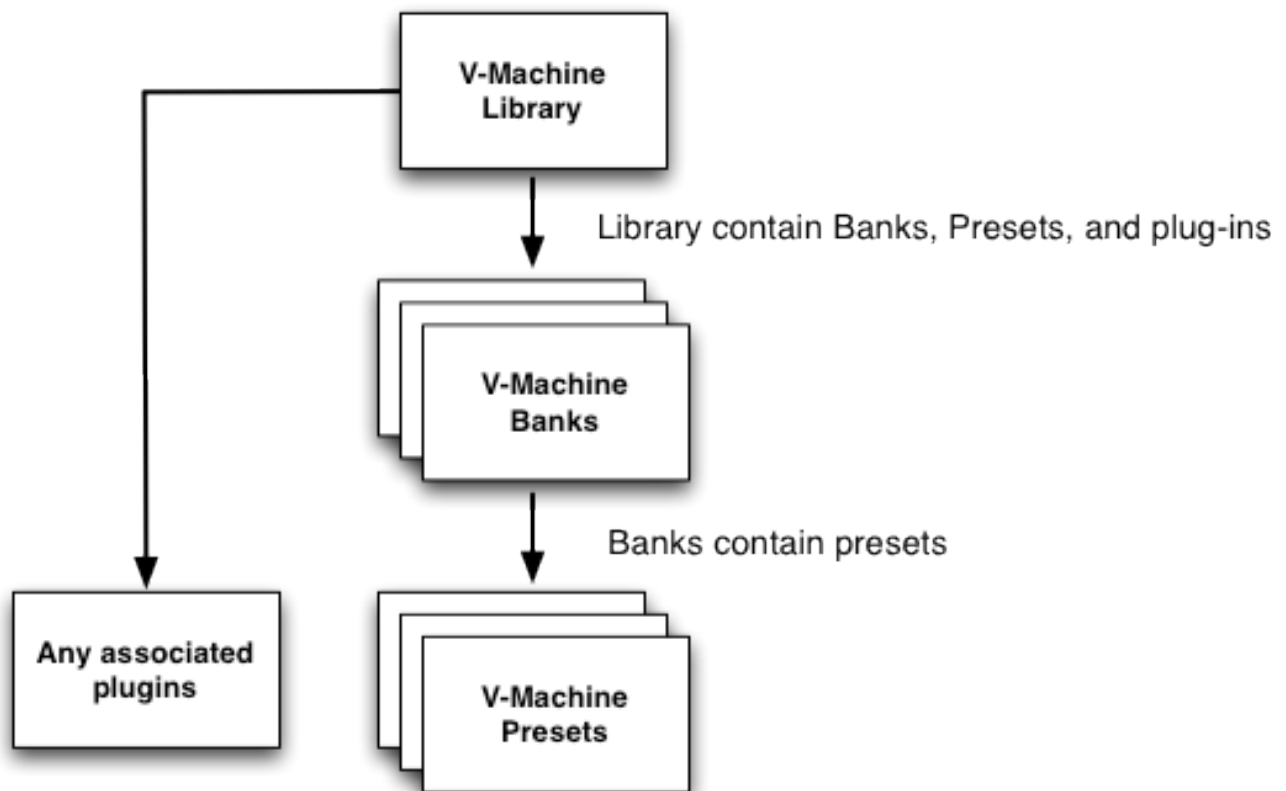 V-Machine
Library
Library contain Banks, Presets, and plug-ins
V-Machine
Banks
Banks contain presets
Any associated
plugins
V-Machine
Presets